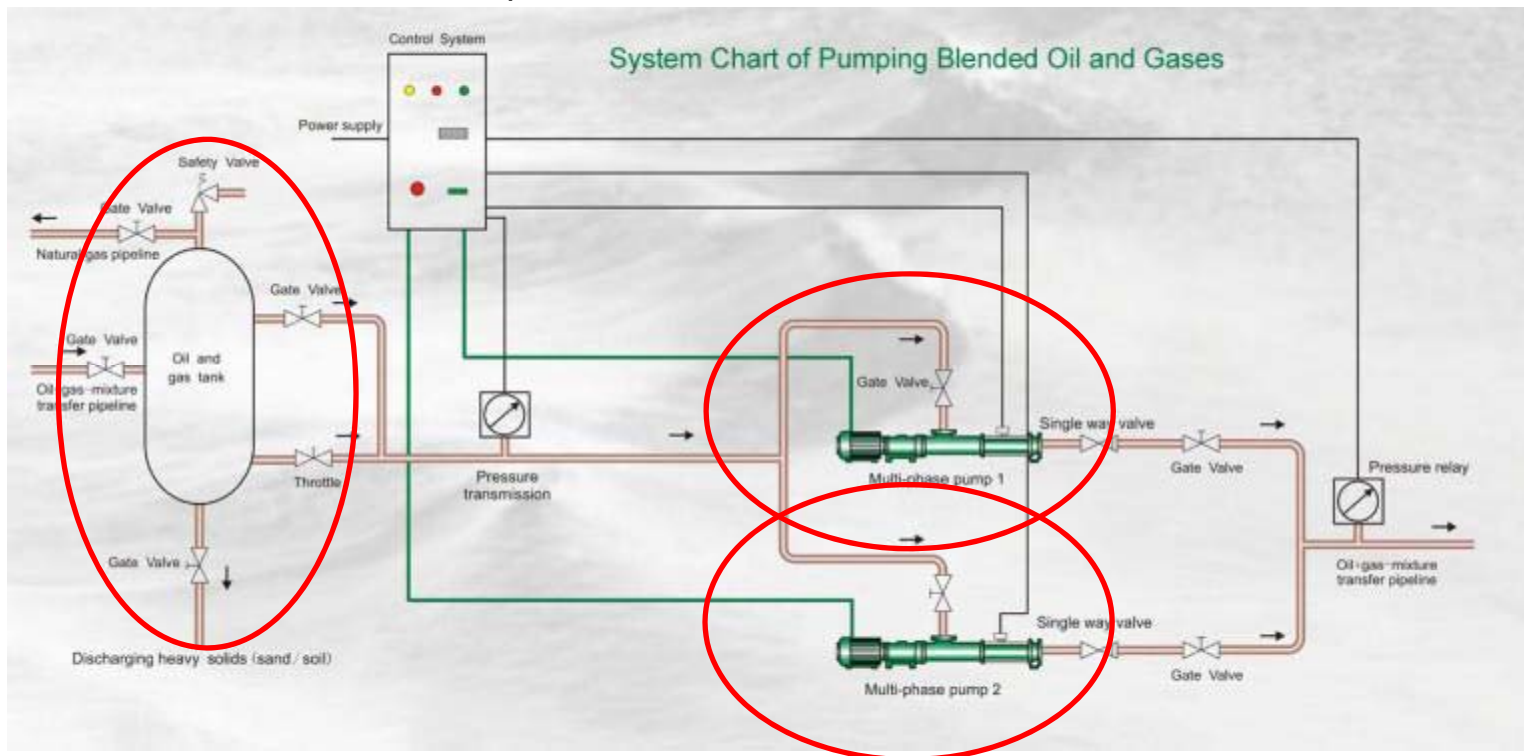 Control System
System Chart of Pumping Blended Oil and Gases
Power supply
Safety Valve
Gate Valve
Natural gas pipeline
Gate Valve
Gate Valve
Oil and
gas tank
Oil-gas-mixture
transfer pipeline
Gate Valve
Single way valve
Pressure relay
Throttle
Pressure
transmission
Multi-phase pump 1
Gate Valve
Gate Valve
Oil-gas-mixture
transfer pipeline
Single way valve
Discharging heavy solids (sand/soil)
Multi-phase pump 2
Gate Valve